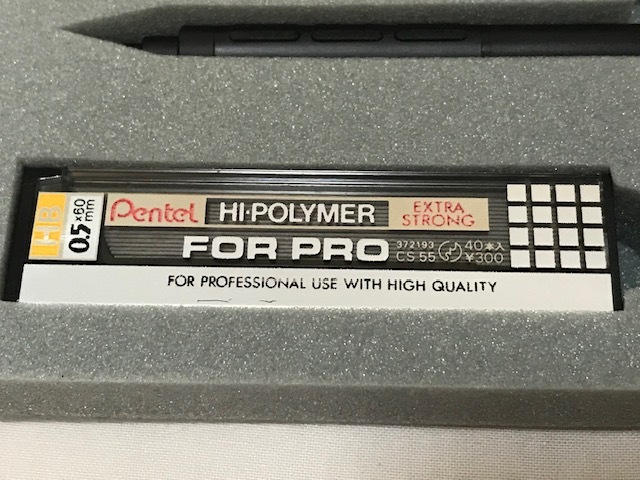 HB
0.5×60 mm
Pentel HI-POLYMER EXTRA STRONG
FOR PRO 372193 40本入
CS 55 ¥300
FOR PROFESSIONAL USE WITH HIGH QUALITY